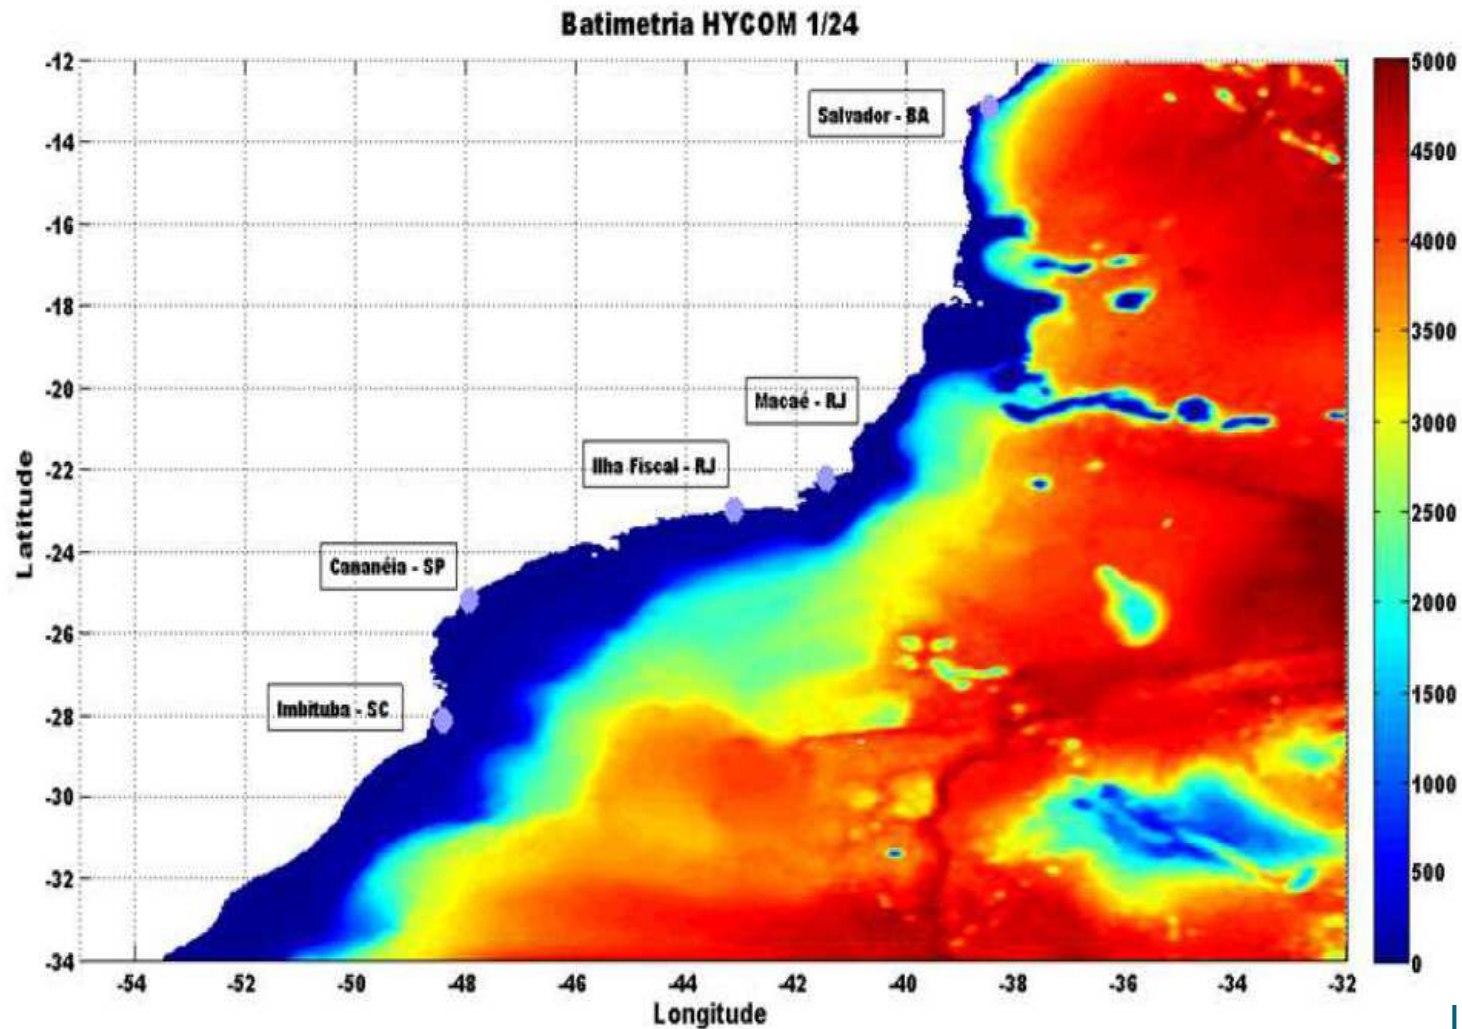 Batimetria HYCOM 1/24
Latitude
-12
-14
-16
-18
-20
-22
-24
-26
-28
-30
-32
-34
Salvador - BA
Macaé - RJ
Ilha Fiscal - RJ
Cananéia - SP
Imbituba - SC
5000
4500
4000
3500
3000
2500
2000
1500
1000
500
0
-54 -52 -50 -48 -46 -44 -42 -40 -38 -36 -34 -32
Longitude